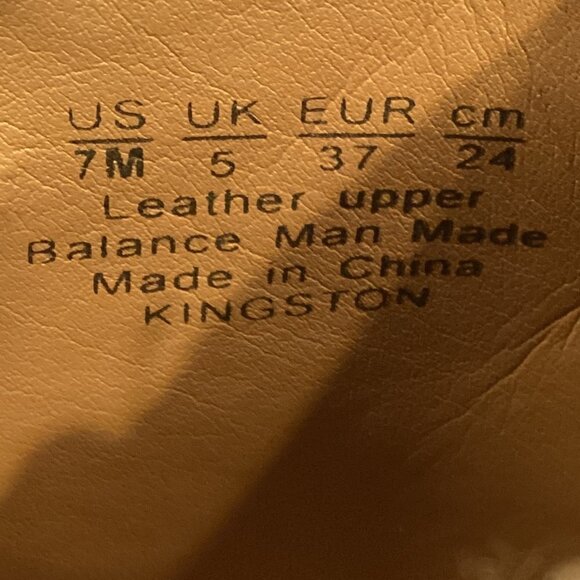 US UK EUR cm
7M 5 37 24
Leather upper
Balance Man Made
Made in China
KINGSTON